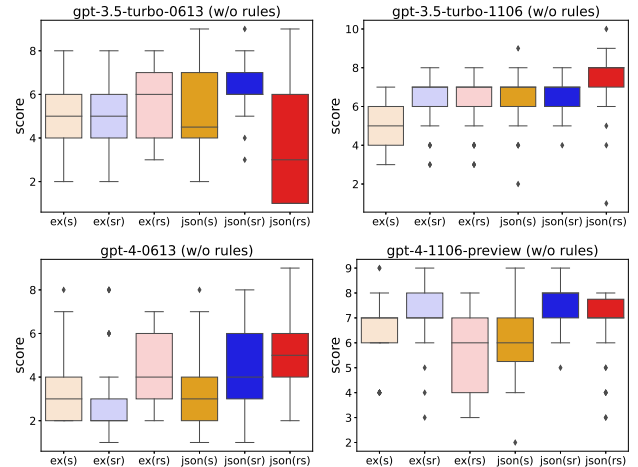 gpt-3.5-turbo-0613 (w/o rules)
score
8
6
4
2
ex(s) ex(sr) ex(rs) json(s) json(sr) json(rs)
gpt-3.5-turbo-1106 (w/o rules)
score
10
8
6
4
2
ex(s) ex(sr) ex(rs) json(s) json(sr) json(rs)
gpt-4-0613 (w/o rules)
score
8
6
4
2
ex(s) ex(sr) ex(rs) json(s) json(sr) json(rs)
gpt-4-1106-preview (w/o rules)
score
9
8
7
6
5
4
3
2
ex(s) ex(sr) ex(rs) json(s) json(sr) json(rs)